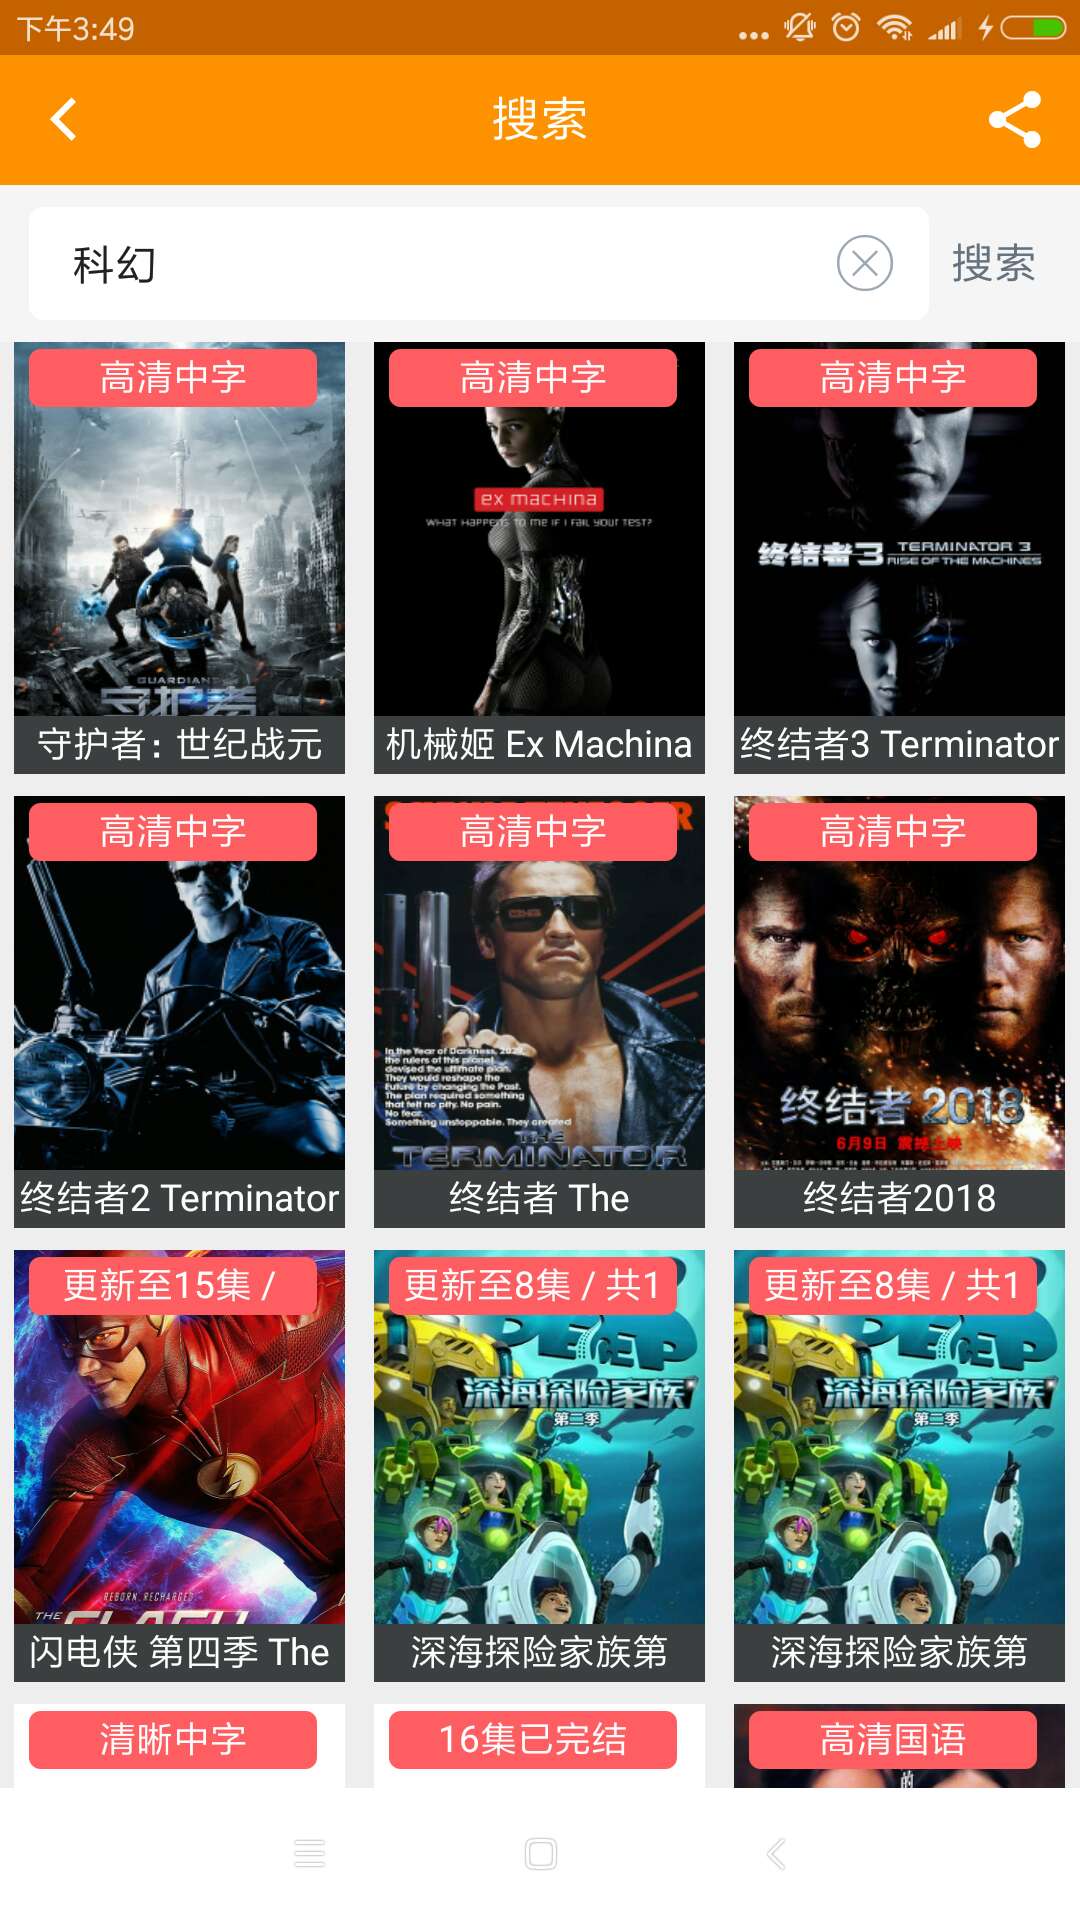 下午3:49
搜索
科幻
搜索
高清中字
高清中字
高清中字
ex machina
WHAT HAPPENS TO ME IF I FAIL YOUR TEST?
终结者3 TERMINATOR 3
RISE OF THE MACHINES
GUARDIANS
守护者
守护者：世纪战元
机械姬 Ex Machina
终结者3 Terminator
高清中字
高清中字
高清中字
In the Year of Darkness, 2029,
the rulers of this planet
devised the ultimate plan.
They would reshape the
Future by changing the Past.
The plan required something
that felt no pity. No pain.
No fear.
Something unstoppable. They created
THE
TERMINATOR
终结者 2018
6月9日 震撼上映
终结者2 Terminator
终结者 The
终结者2018
更新至15集 /
更新至8集 / 共1
更新至8集 / 共1
DEEP
深海探险家族
第二季
DEEP
深海探险家族
第二季
REBORN. RECHARGED.
THE FLASH
闪电侠 第四季 The
深海探险家族第
深海探险家族第
清晰中字
16集已完结
高清国语
的